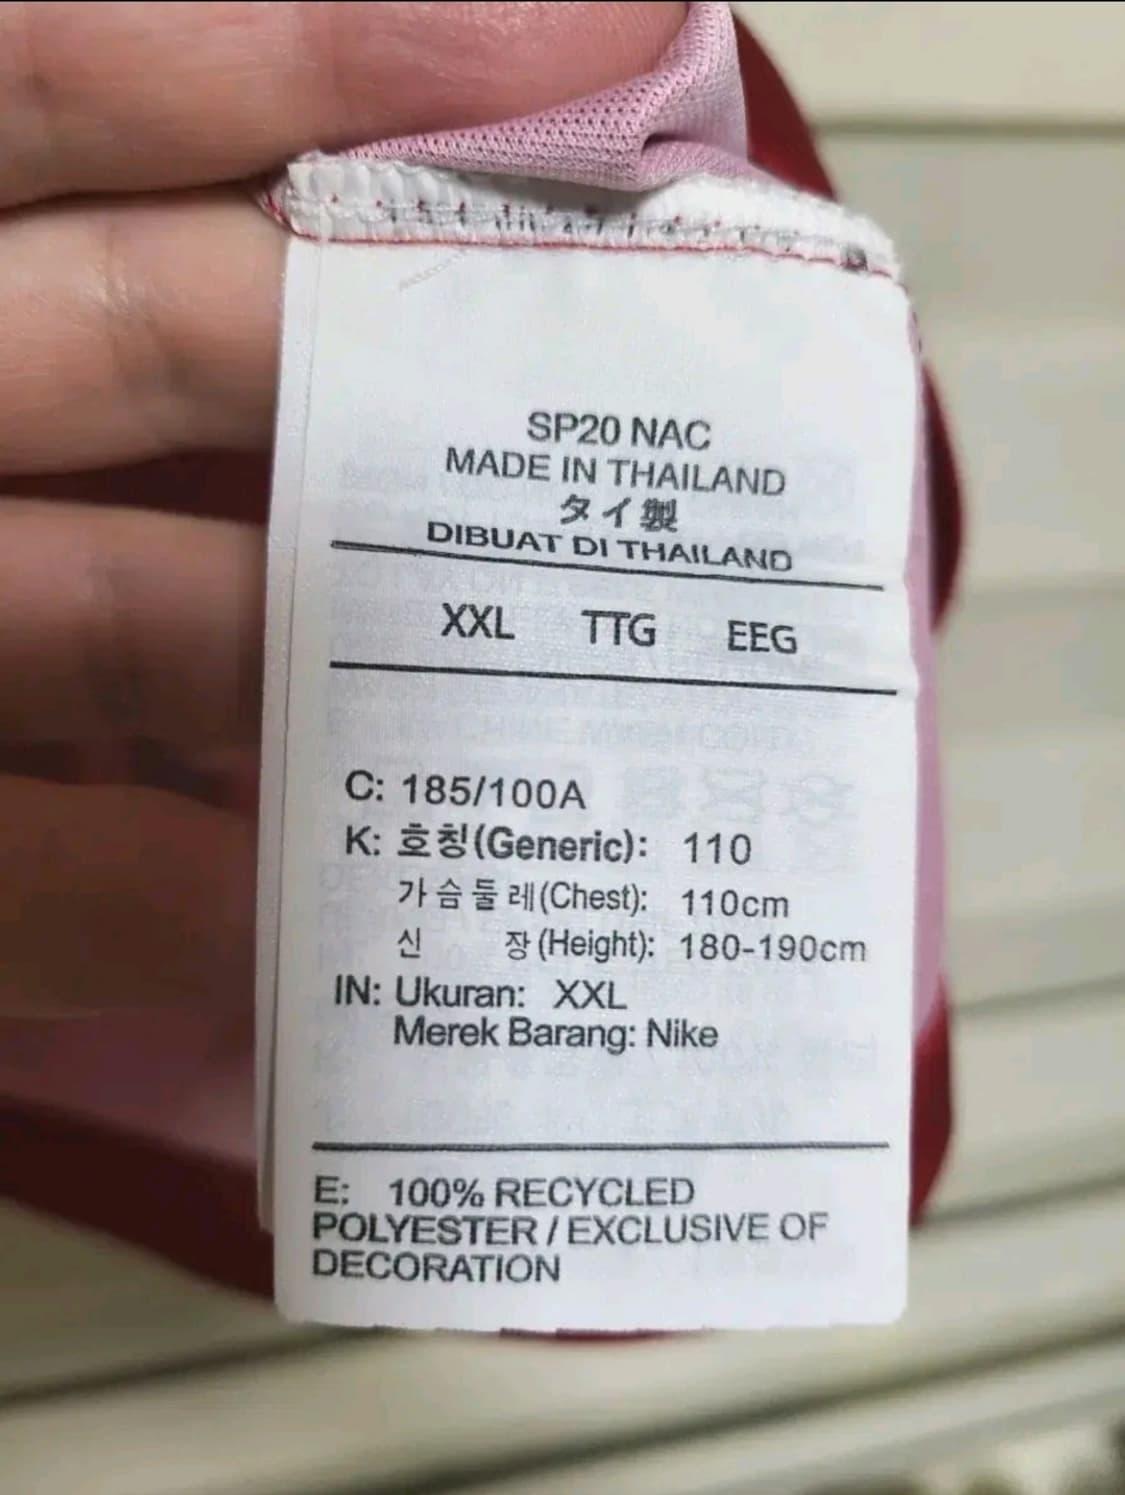 SP20 NAC
MADE IN THAILAND
タイ製
DIBUAT DI THAILAND
XXL TTG EEG
C: 185/100A
K: 호칭(Generic): 110
가슴둘레(Chest): 110cm
신 장(Height): 180-190cm
IN: Ukuran: XXL
Merek Barang: Nike
E: 100% RECYCLED
POLYESTER / EXCLUSIVE OF
DECORATION